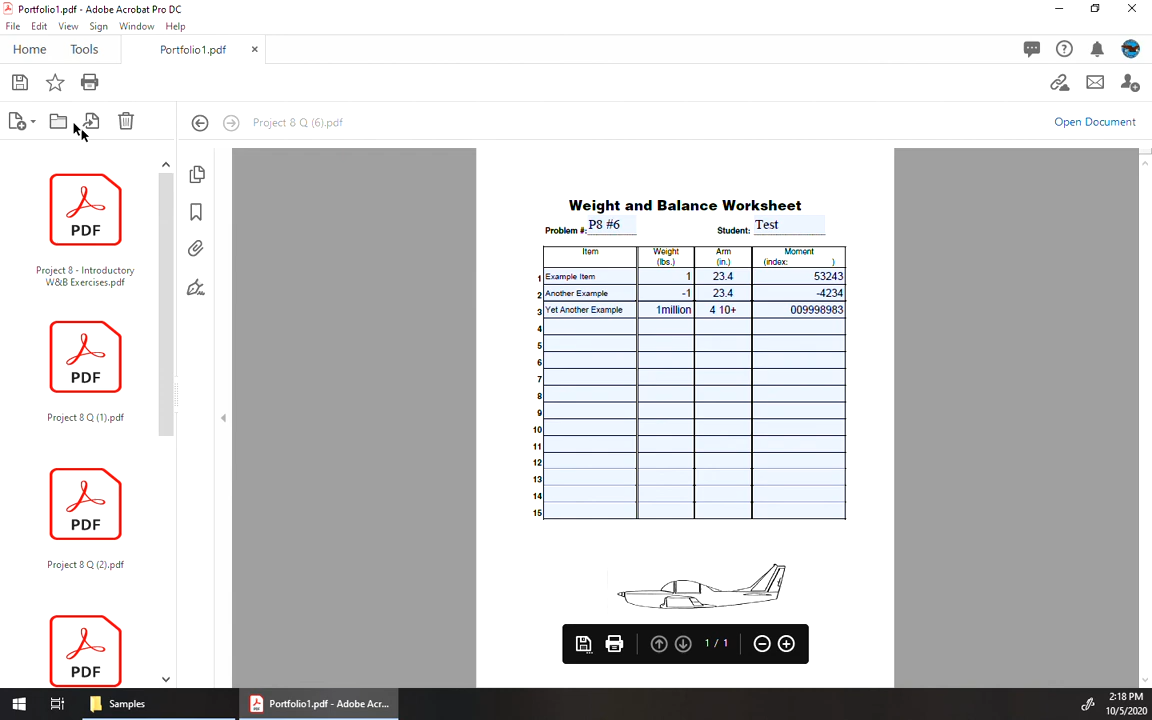 Portfolio1.pdf - Adobe Acrobat Pro DC
File Edit View Sign Window Help
Home Tools Portfolio1.pdf
Project 8 Q (6).pdf
Open Document
PDF
Project 8 - Introductory
W&B Exercises.pdf
PDF
Project 8 Q (1).pdf
PDF
Project 8 Q (2).pdf
PDF
Weight and Balance Worksheet
Problem #: P8 #6 Student: Test
Item Weight Arm Moment
(lbs.) (in.) (index: )
1 Example Item 1 23.4 53243
2 Another Example -1 23.4 -4234
3 Yet Another Example 1million 4 10+ 009998983
4
5
6
7
8
9
10
11
12
13
14
15
1 / 1
Samples
Portfolio1.pdf - Adobe Acr...
2:18 PM
10/5/2020